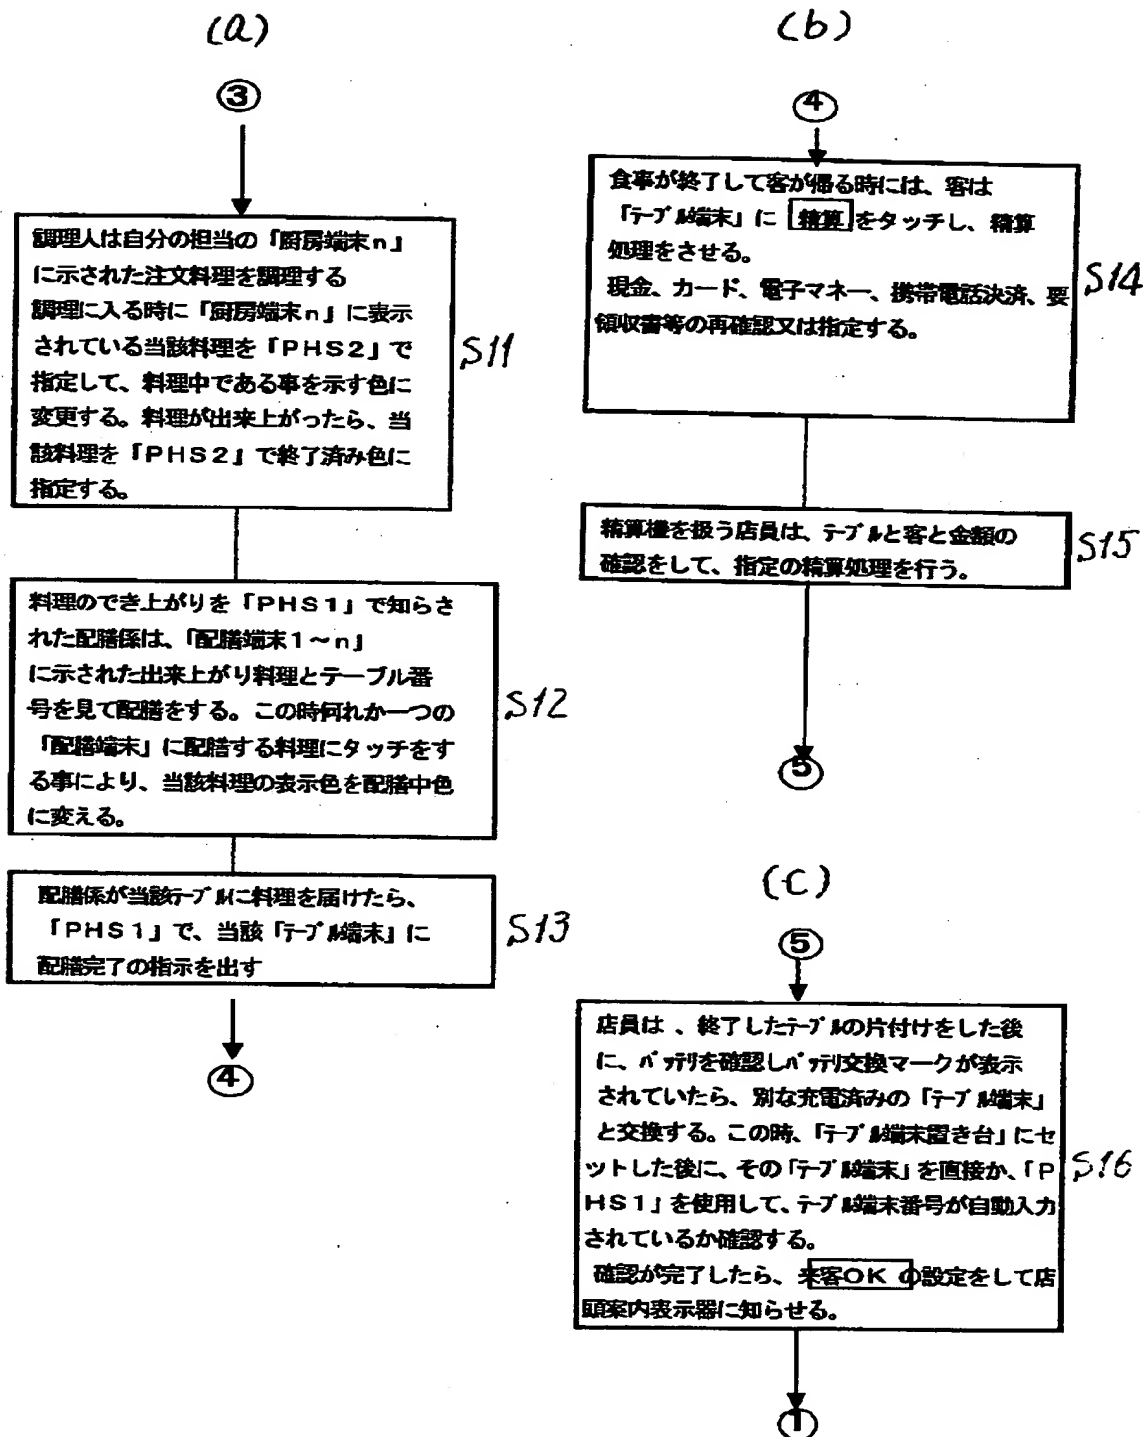 (a)
③
調理人は自分の担当の「厨房端末n」
に示された注文料理を調理する
調理に入る時に「厨房端末n」に表示
されている当該料理を「PHS2」で
指定して、料理中である事を示す色に
変更する。料理が出来上がったら、当
該料理を「PHS2」で終了済み色に
指定する。
S11
料理のでき上がりを「PHS1」で知らさ
れた配膳係は、「配膳端末1～n」
に示された出来上がり料理とテーブル番
号を見て配膳をする。この時何れか一つの
「配膳端末」に配膳する料理にタッチをす
る事により、当該料理の表示色を配膳中色
に変える。
S12
配膳係が当該ﾃｰﾌﾞﾙに料理を届けたら、
「PHS1」で、当該「ﾃｰﾌﾞﾙ端末」に
配膳完了の指示を出す
S13
④
(b)
④
食事が終了して客が帰る時には、客は
「ﾃｰﾌﾞﾙ端末」に 精算 をタッチし、精算
処理をさせる。
現金、カード、電子マネー、携帯電話決済、要
領収書等の再確認又は指定する。
S14
精算機を扱う店員は、ﾃｰﾌﾞﾙと客と金額の
確認をして、指定の精算処理を行う。
S15
⑤
(c)
⑤
店員は 、終了したﾃｰﾌﾞﾙの片付けをした後
に、ﾊﾞｯﾃﾘを確認しﾊﾞｯﾃﾘ交換マークが表示
されていたら、別な充電済みの「ﾃｰﾌﾞﾙ端末」
と交換する。この時、「ﾃｰﾌﾞﾙ端末置き台」にセ
ットした後に、その「ﾃｰﾌﾞﾙ端末」を直接か、「P
HS1」を使用して、ﾃｰﾌﾞﾙ端末番号が自動入力
されているか確認する。
確認が完了したら、来客OK の設定をして店
頭案内表示器に知らせる。
S16
①